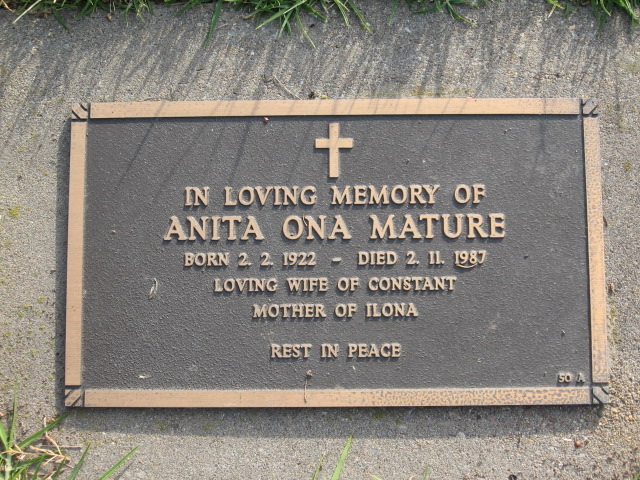 IN LOVING MEMORY OF
ANITA ONA MATURE
BORN 2. 2. 1922 - DIED 2. 11. 1987
LOVING WIFE OF CONSTANT
MOTHER OF ILONA
REST IN PEACE
50 A